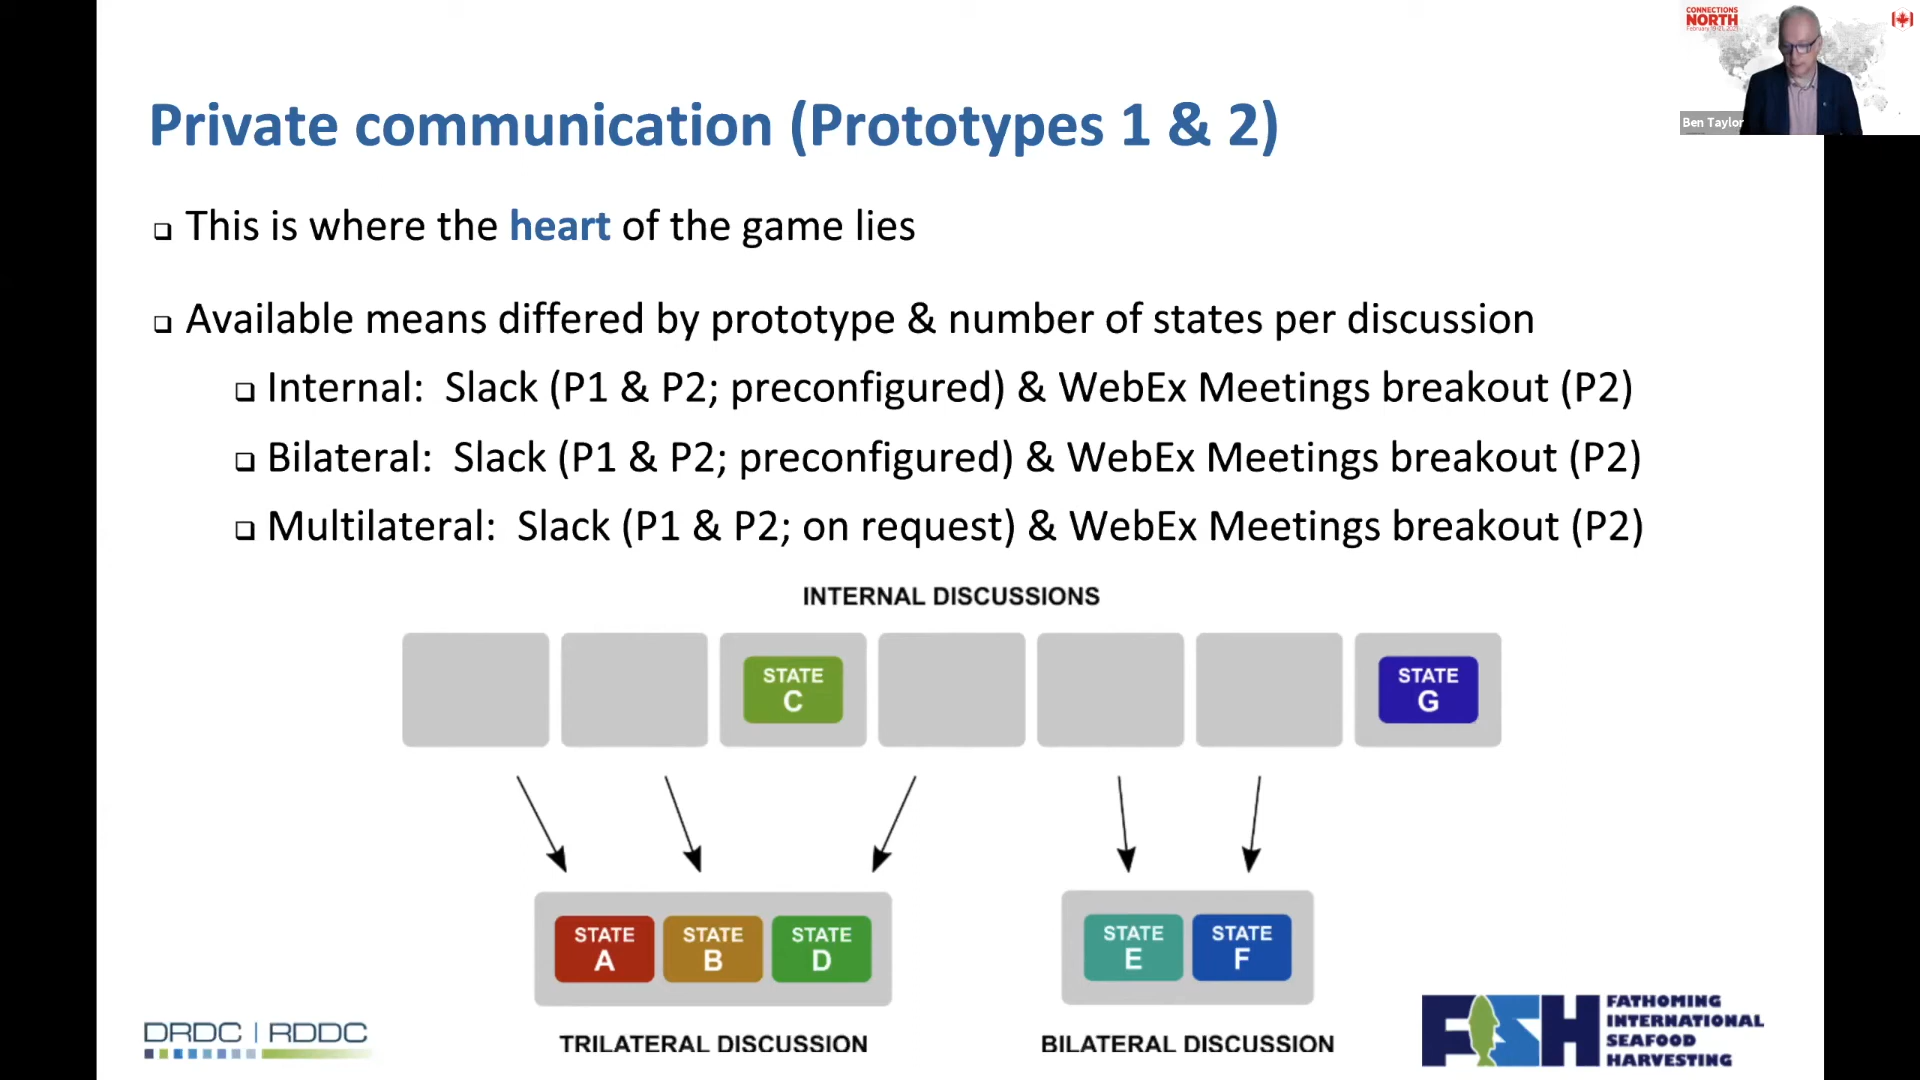 CONNECTIONS
NORTH
Ben Taylor
Private communication (Prototypes 1 & 2)
This is where the heart of the game lies
Available means differed by prototype & number of states per discussion
Internal: Slack (P1 & P2; preconfigured) & WebEx Meetings breakout (P2)
Bilateral: Slack (P1 & P2; preconfigured) & WebEx Meetings breakout (P2)
Multilateral: Slack (P1 & P2; on request) & WebEx Meetings breakout (P2)
INTERNAL DISCUSSIONS
STATE
C
STATE
G
STATE
A
STATE
B
STATE
D
STATE
E
STATE
F
TRILATERAL DISCUSSION
BILATERAL DISCUSSION
DRDC | RDDC
FISH
FATHOMING
INTERNATIONAL
SEAFOOD
HARVESTING